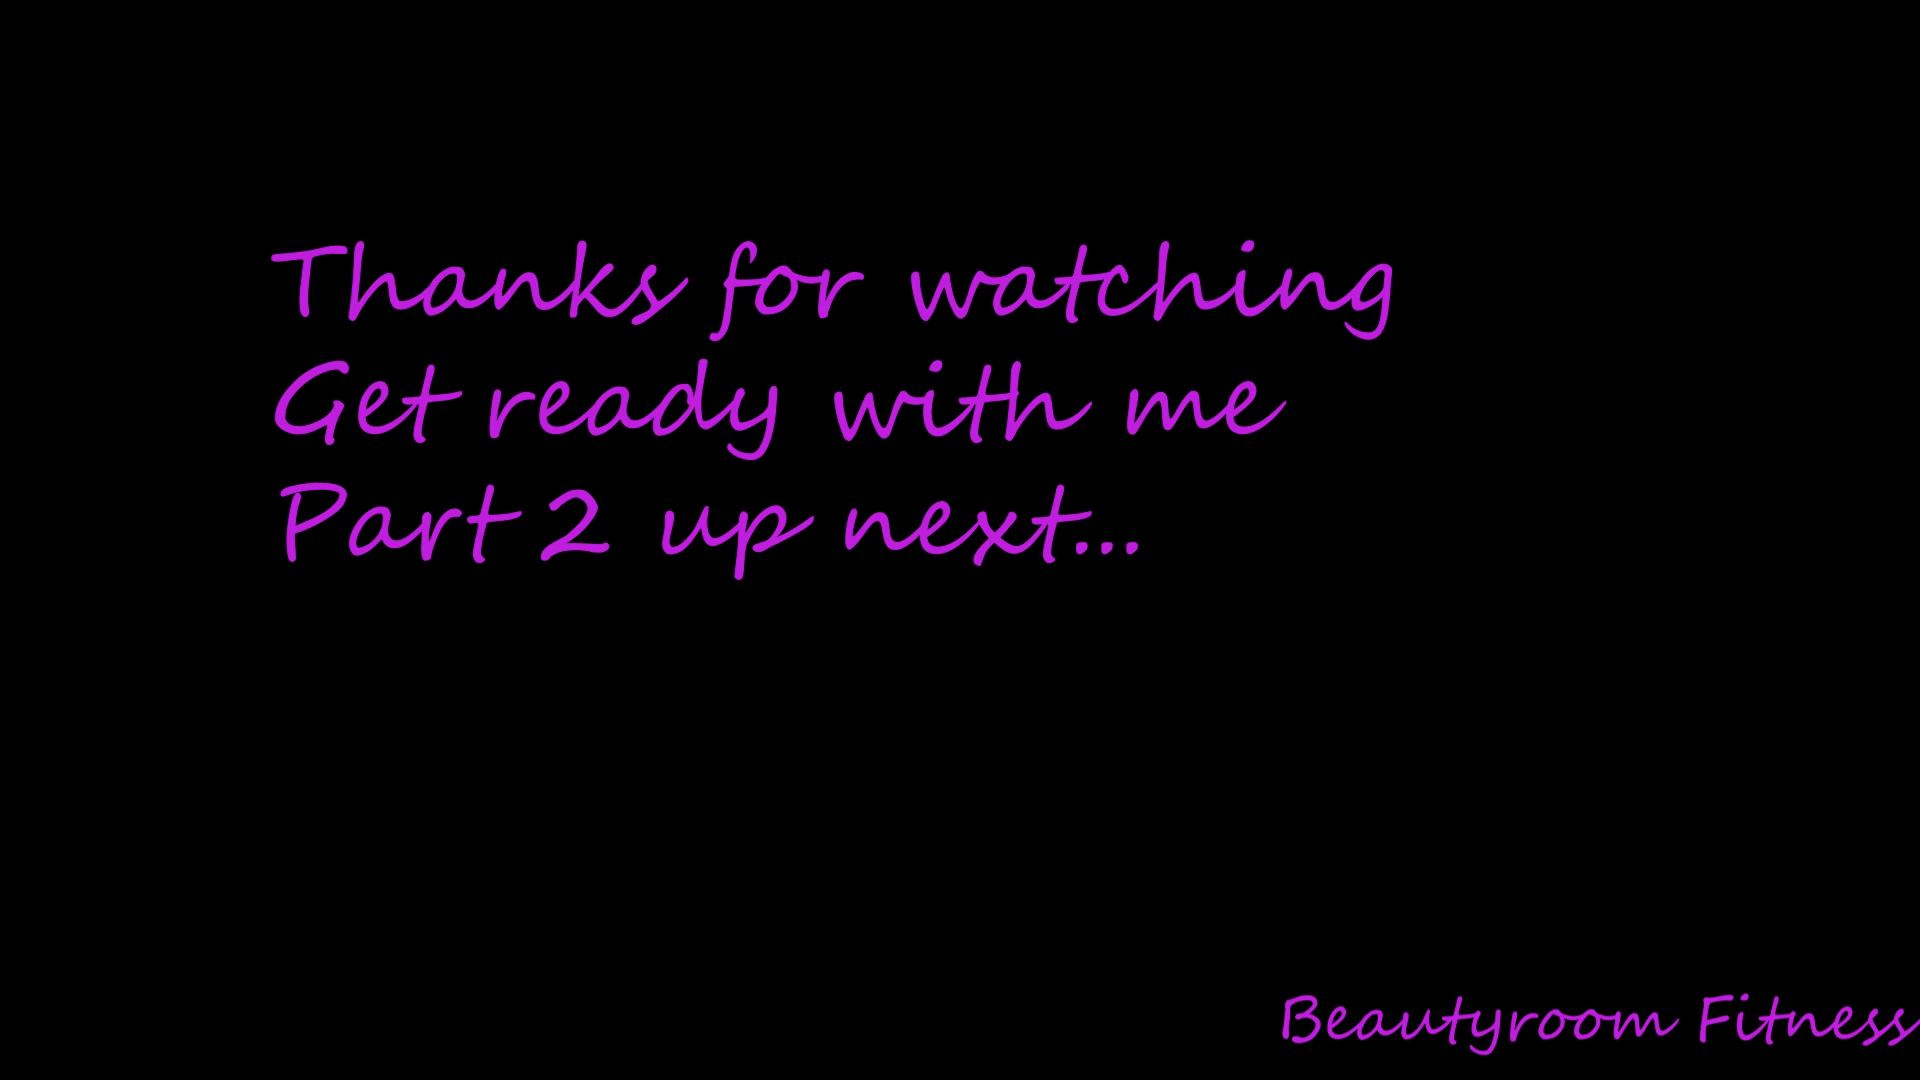 Thanks for watching
Get ready with me
Part 2 up next...
Beautyroom Fitness